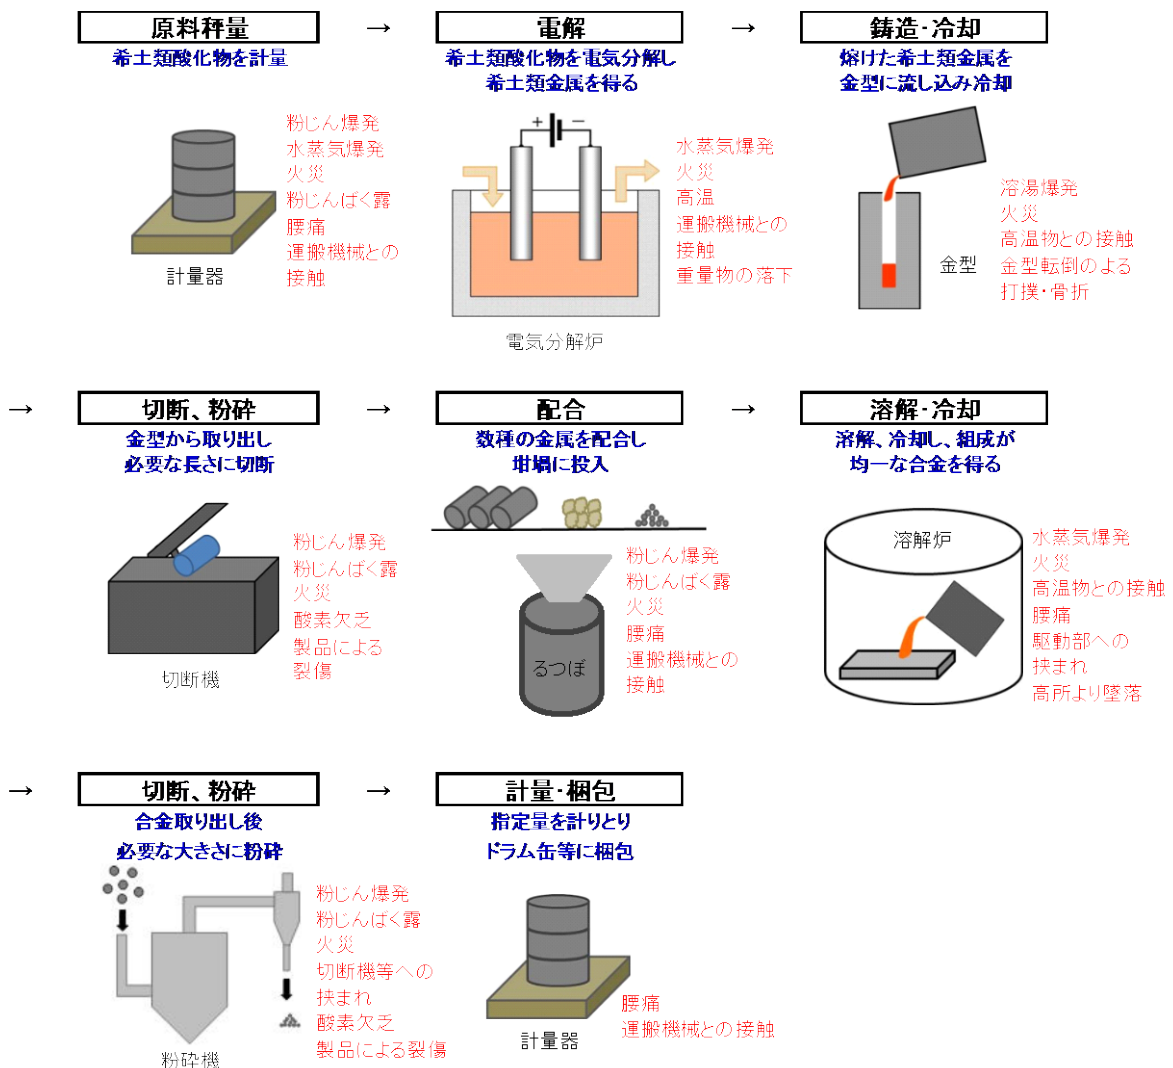 原料秤量
→
電解
→
鋳造・冷却
希土類酸化物を計量
希土類酸化物を電気分解し
希土類金属を得る
熔けた希土類金属を
金型に流し込み冷却
粉じん爆発
水蒸気爆発
火災
粉じんばく露
腰痛
運搬機械との
接触
計量器
+
−
水蒸気爆発
火災
高温
運搬機械との
接触
重量物の落下
電気分解炉
溶湯爆発
火災
高温物との接触
金型転倒のよる
打撲・骨折
金型
→
切断、粉砕
→
配合
→
溶解・冷却
金型から取り出し
必要な長さに切断
数種の金属を配合し
坩堝に投入
溶解、冷却し、組成が
均一な合金を得る
粉じん爆発
粉じんばく露
火災
酸素欠乏
製品による
裂傷
切断機
粉じん爆発
粉じんばく露
火災
腰痛
運搬機械との
接触
るつぼ
溶解炉
水蒸気爆発
火災
高温物との接触
腰痛
駆動部への
挟まれ
高所より墜落
→
切断、粉砕
→
計量・梱包
合金取り出し後
必要な大きさに粉砕
指定量を計りとり
ドラム缶等に梱包
粉じん爆発
粉じんばく露
火災
切断機等への
挟まれ
酸素欠乏
製品による裂傷
粉砕機
腰痛
運搬機械との接触
計量器